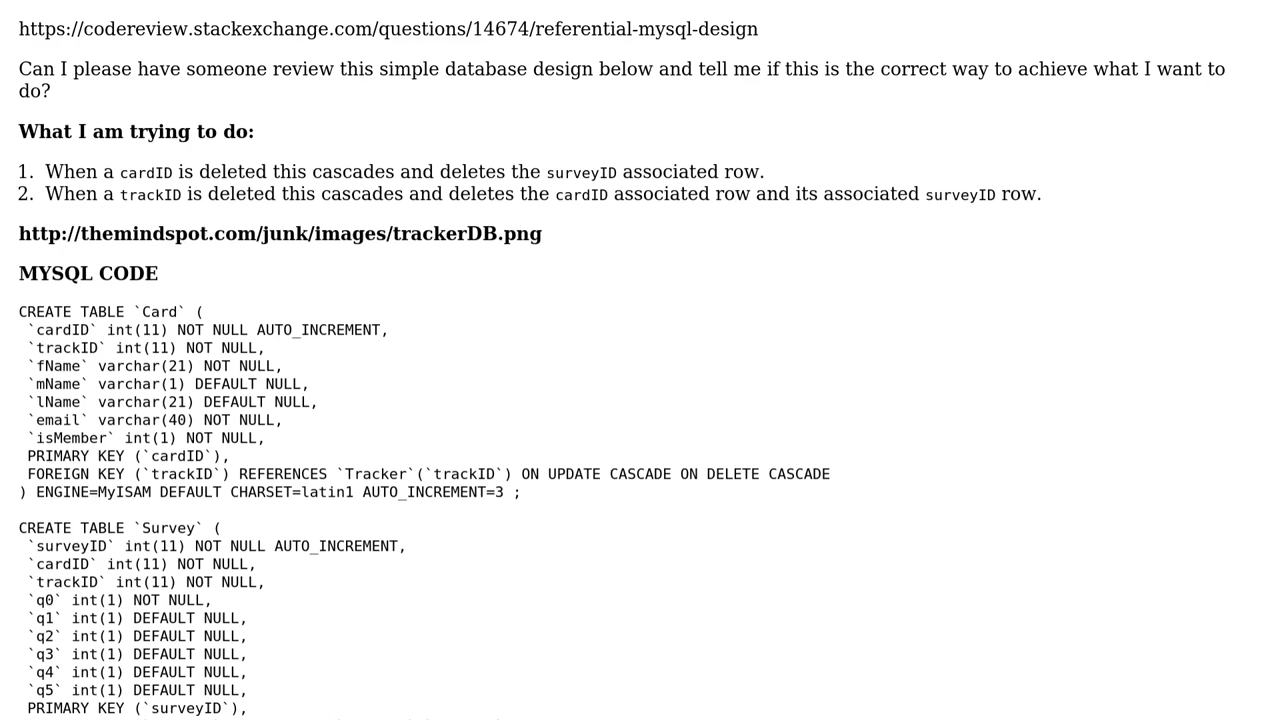 https://codereview.stackexchange.com/questions/14674/referential-mysql-design
Can I please have someone review this simple database design below and tell me if this is the correct way to achieve what I want to
do?
What I am trying to do:
1. When a cardID is deleted this cascades and deletes the surveyID associated row.
2. When a trackID is deleted this cascades and deletes the cardID associated row and its associated surveyID row.
http://themindspot.com/junk/images/trackerDB.png
MYSQL CODE
CREATE TABLE `Card` (
 `cardID` int(11) NOT NULL AUTO_INCREMENT,
 `trackID` int(11) NOT NULL,
 `fName` varchar(21) NOT NULL,
 `mName` varchar(1) DEFAULT NULL,
 `lName` varchar(21) DEFAULT NULL,
 `email` varchar(40) NOT NULL,
 `isMember` int(1) NOT NULL,
 PRIMARY KEY (`cardID`),
 FOREIGN KEY (`trackID`) REFERENCES `Tracker`(`trackID`) ON UPDATE CASCADE ON DELETE CASCADE
) ENGINE=MyISAM DEFAULT CHARSET=latin1 AUTO_INCREMENT=3 ;
CREATE TABLE `Survey` (
 `surveyID` int(11) NOT NULL AUTO_INCREMENT,
 `cardID` int(11) NOT NULL,
 `trackID` int(11) NOT NULL,
 `q0` int(1) NOT NULL,
 `q1` int(1) DEFAULT NULL,
 `q2` int(1) DEFAULT NULL,
 `q3` int(1) DEFAULT NULL,
 `q4` int(1) DEFAULT NULL,
 `q5` int(1) DEFAULT NULL,
 PRIMARY KEY (`surveyID`),